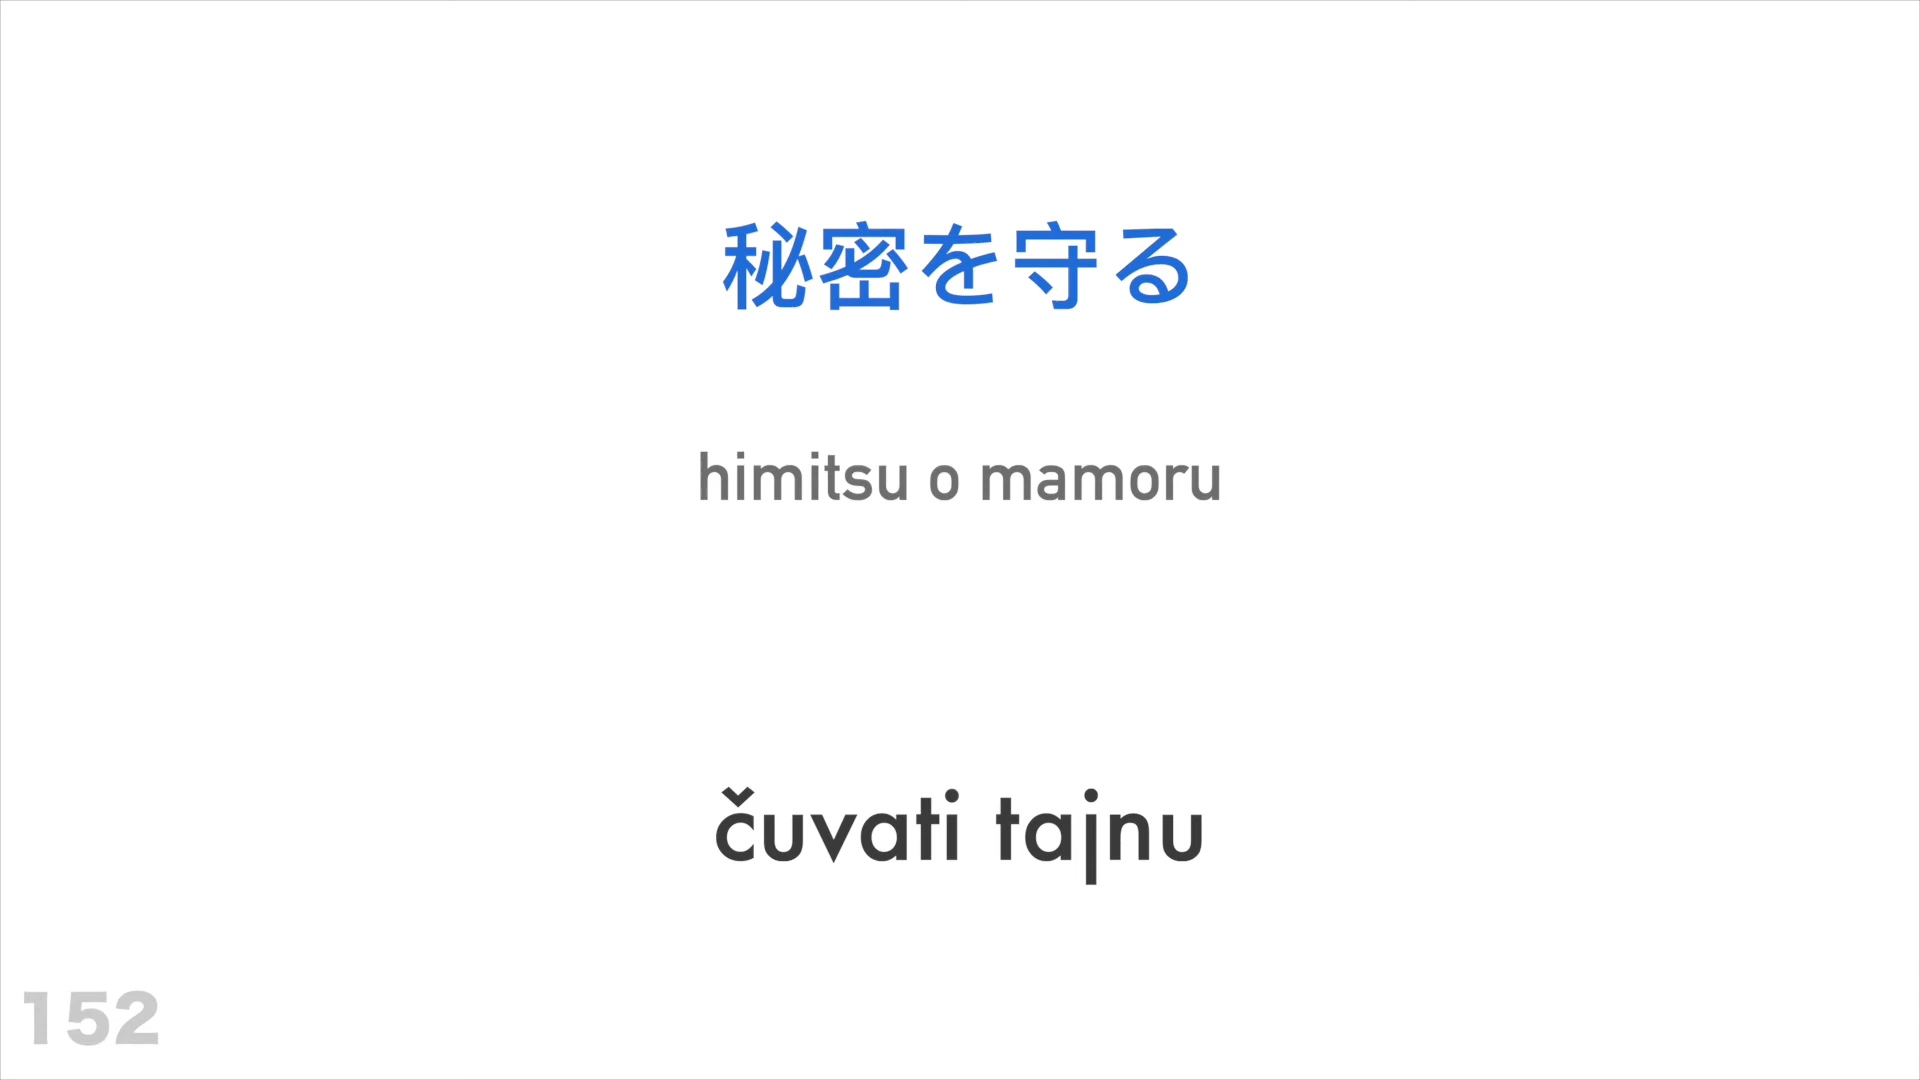 秘密を守る
himitsu o mamoru
čuvati tajnu
152